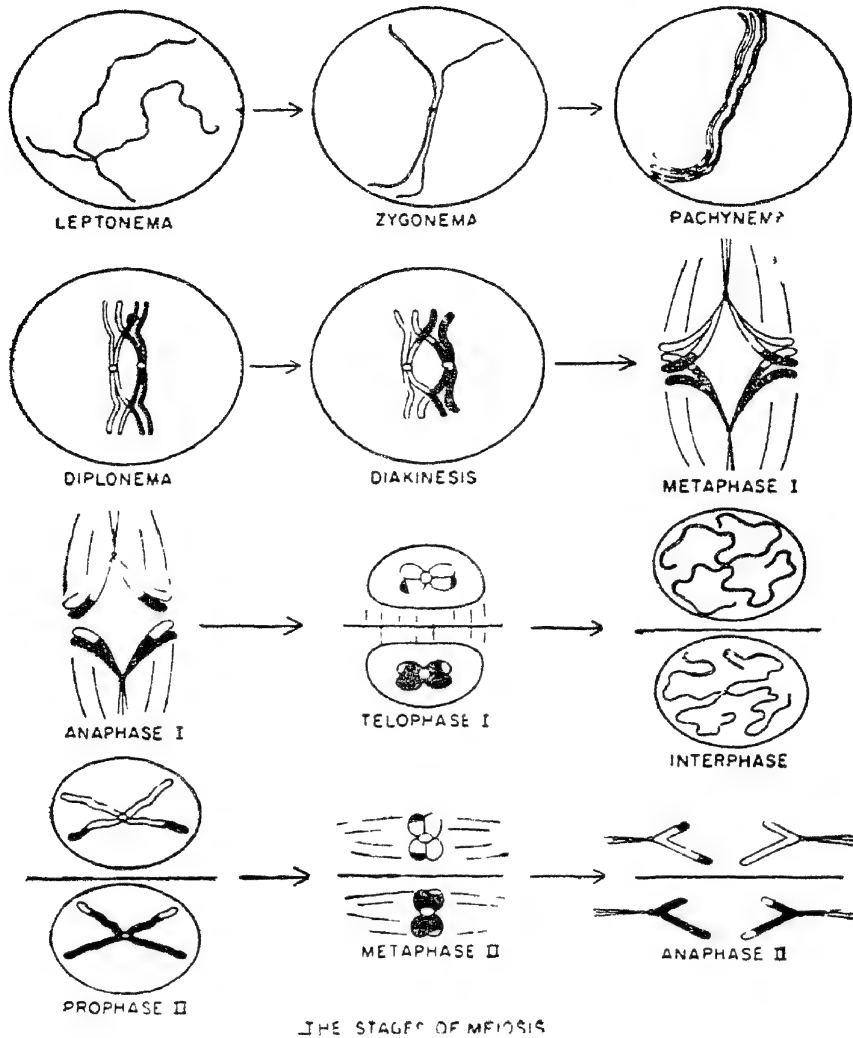 LEPTONEMA
ZYGONEMA
PACHYNEMA
DIPLONEMA
DIAKINESIS
METAPHASE I
ANAPHASE I
TELOPHASE I
INTERPHASE
PROPHASE II
METAPHASE II
ANAPHASE II
THE STAGES OF MEIOSIS